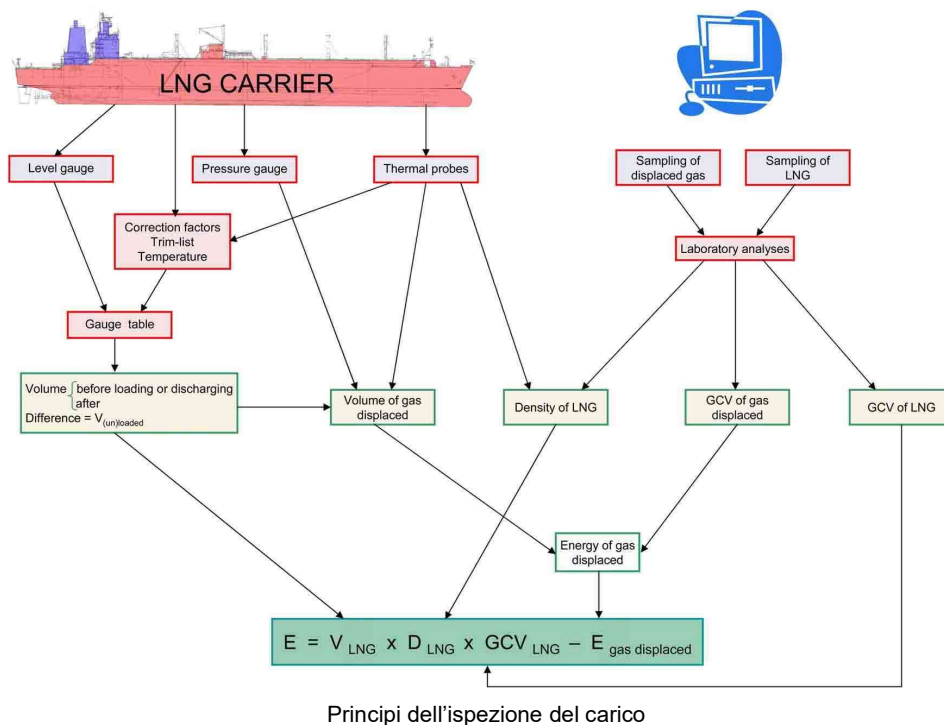 LNG CARRIER
Level gauge
Pressure gauge
Thermal probes
Sampling of
displaced gas
Sampling of
LNG
Correction factors
Trim-list
Temperature
Laboratory analyses
Gauge table
Volume { before loading or discharging
after
Difference = V(un)loaded
Volume of gas
displaced
Density of LNG
GCV of gas
displaced
GCV of LNG
Energy of gas
displaced
E = V LNG x D LNG x GCV LNG – E gas displaced
Principi dell'ispezione del carico